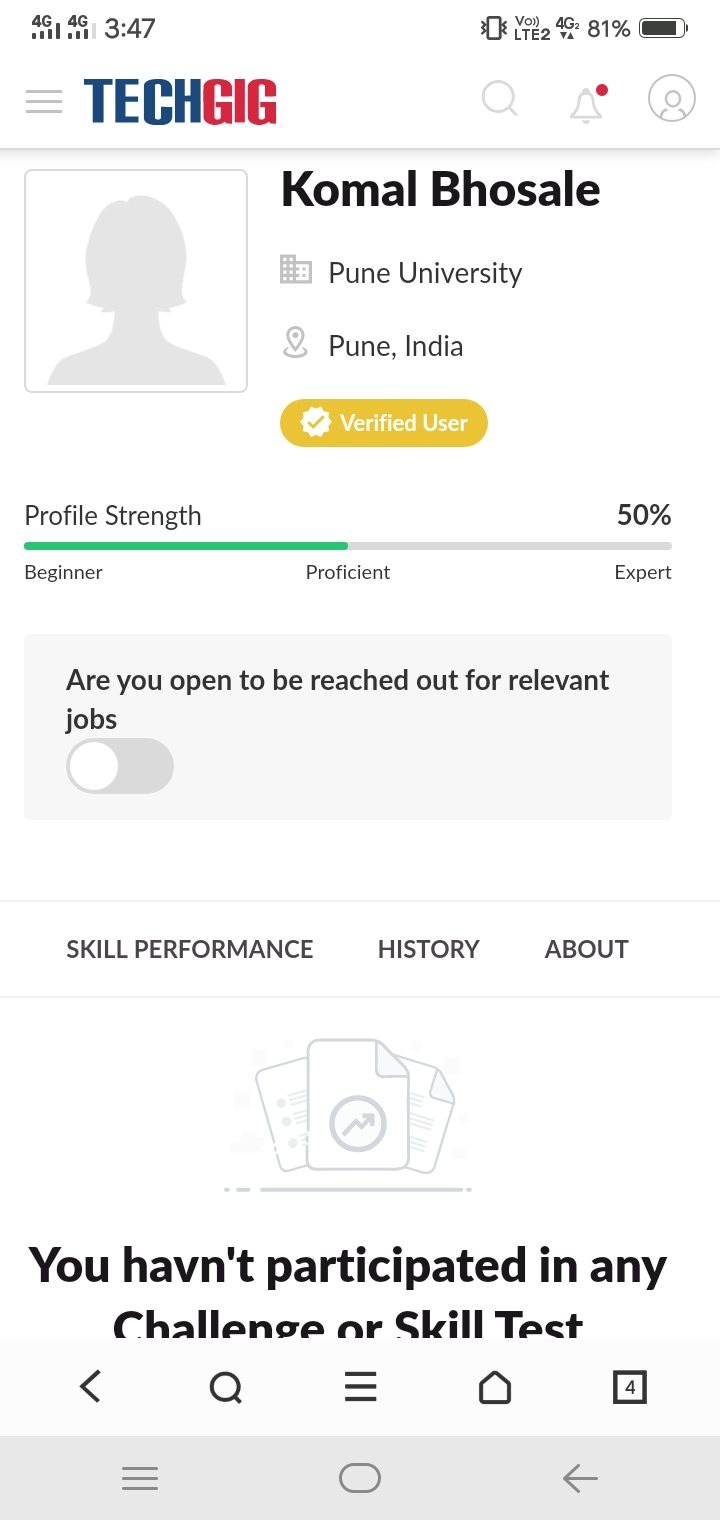 4G 4G 3:47 Vo)) LTE2 4G2 81%
TECHGIG
Komal Bhosale
Pune University
Pune, India
Verified User
Profile Strength 50%
Beginner Proficient Expert
Are you open to be reached out for relevant
jobs
SKILL PERFORMANCE HISTORY ABOUT
You havn't participated in any
Challenge or Skill Test
4